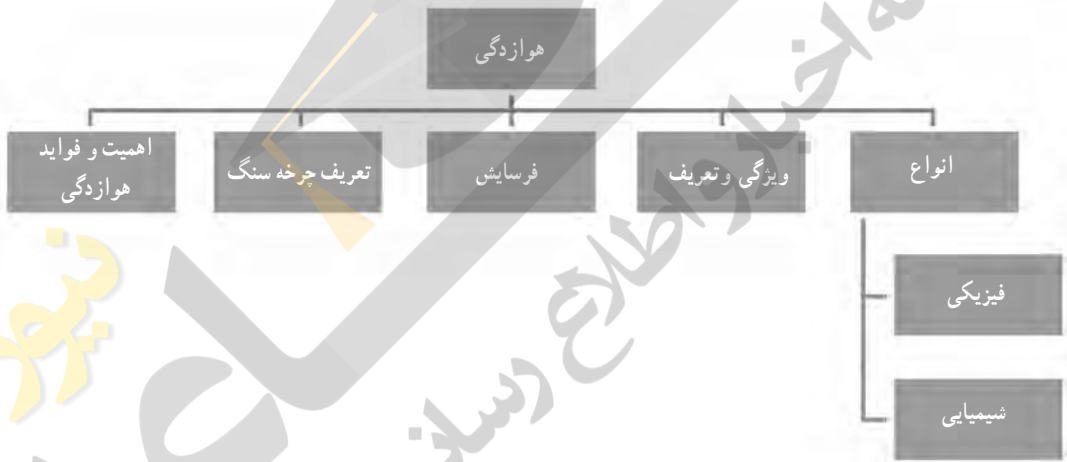 هوازدگی
انواع
ویژگی و تعریف
فرسایش
تعریف چرخه سنگ
اهمیت و فواید
هوازدگی
فیزیکی
شیمیایی